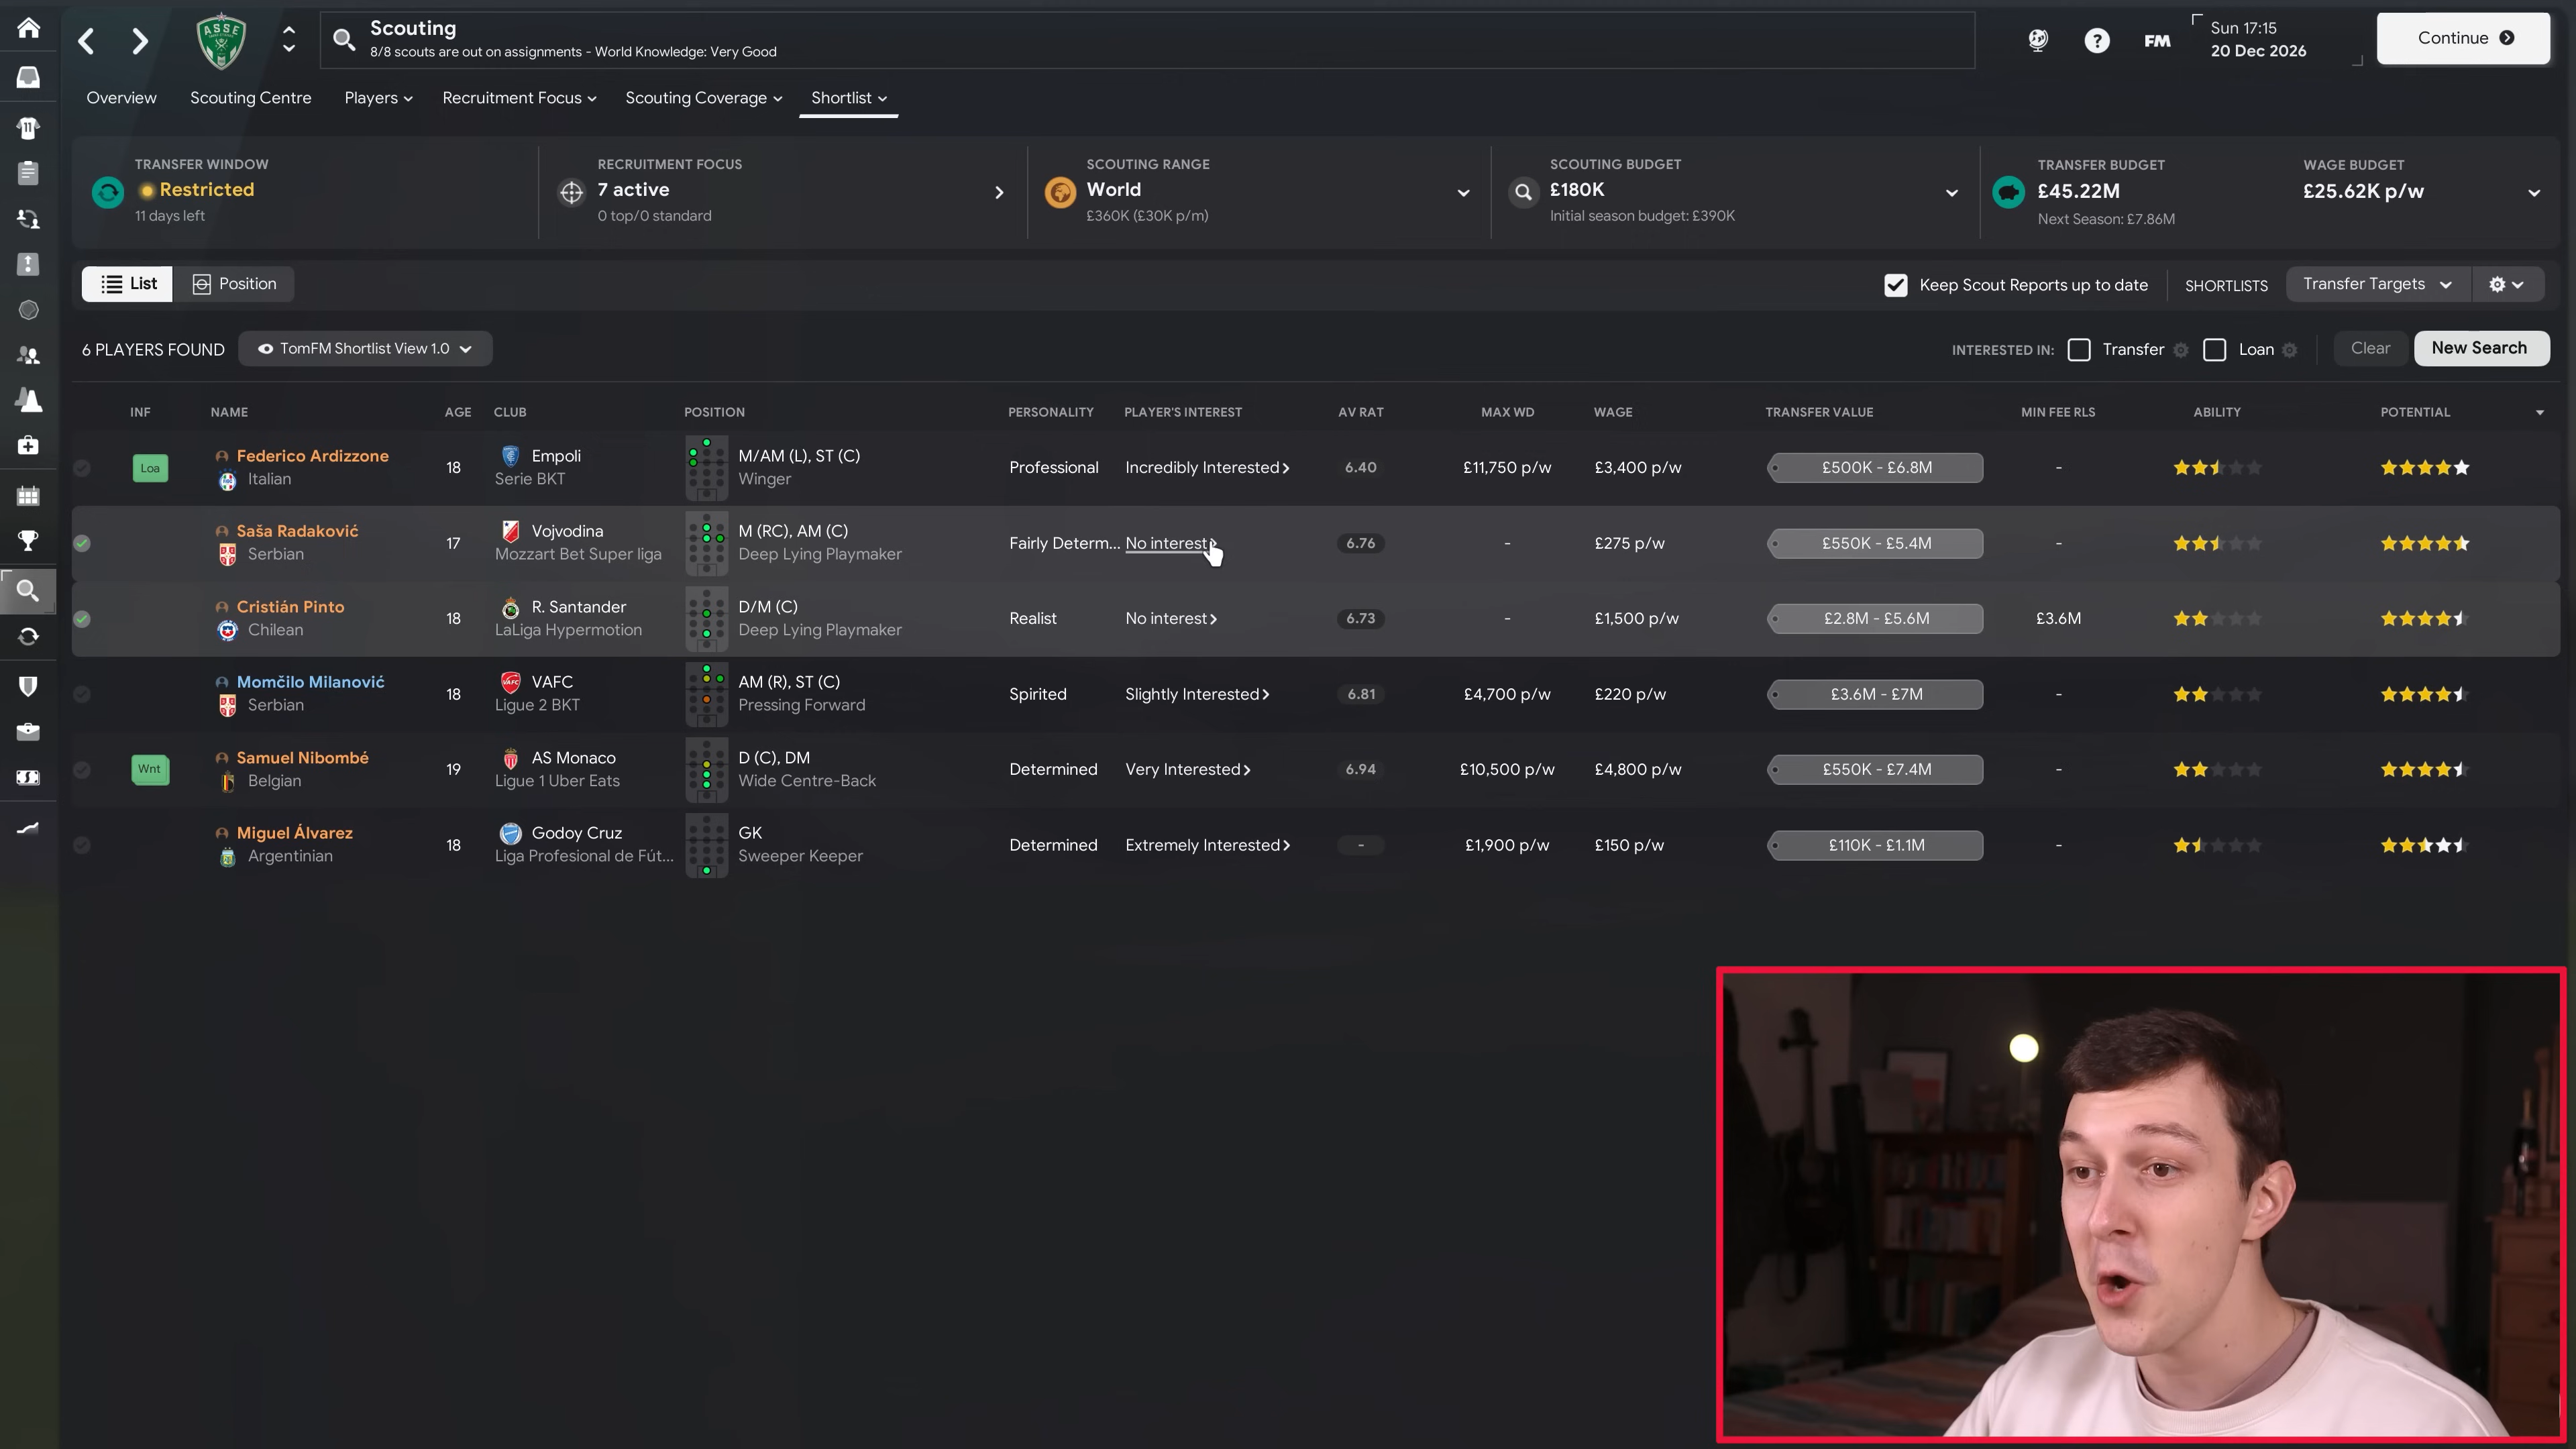 Scouting
8/8 scouts are out on assignments - World Knowledge: Very Good
FM
Sun 17:15
20 Dec 2026
Continue
Overview
Scouting Centre
Players
Recruitment Focus
Scouting Coverage
Shortlist
TRANSFER WINDOW
Restricted
11 days left
RECRUITMENT FOCUS
7 active
0 top/0 standard
SCOUTING RANGE
World
£360K (£30K p/m)
SCOUTING BUDGET
£180K
Initial season budget: £390K
TRANSFER BUDGET
£45.22M
Next Season: £7.86M
WAGE BUDGET
£25.62K p/w
List
Position
Keep Scout Reports up to date
SHORTLISTS
Transfer Targets
6 PLAYERS FOUND
TomFM Shortlist View 1.0
INTERESTED IN:
Transfer
Loan
Clear
New Search
INF NAME AGE CLUB POSITION PERSONALITY PLAYER'S INTEREST AV RAT MAX WD WAGE TRANSFER VALUE MIN FEE RLS ABILITY POTENTIAL
Loa Federico Ardizzone 18 Empoli M/AM (L), ST (C) Professional Incredibly Interested 6.40 £11,750 p/w £3,400 p/w £500K - £6.8M -
Italian Serie BKT Winger
Saša Radaković 17 Vojvodina M (RC), AM (C) Fairly Determ... No interest 6.76 - £275 p/w £550K - £5.4M -
Serbian Mozzart Bet Super liga Deep Lying Playmaker
Cristián Pinto 18 R. Santander D/M (C) Realist No interest 6.73 - £1,500 p/w £2.8M - £5.6M £3.6M
Chilean LaLiga Hypermotion Deep Lying Playmaker
Momčilo Milanović 18 VAFC AM (R), ST (C) Spirited Slightly Interested 6.81 £4,700 p/w £220 p/w £3.6M - £7M -
Serbian Ligue 2 BKT Pressing Forward
Wnt Samuel Nibombé 19 AS Monaco D (C), DM Determined Very Interested 6.94 £10,500 p/w £4,800 p/w £550K - £7.4M -
Belgian Ligue 1 Uber Eats Wide Centre-Back
Miguel Álvarez 18 Godoy Cruz GK Determined Extremely Interested - £1,900 p/w £150 p/w £110K - £1.1M -
Argentinian Liga Profesional de Fút... Sweeper Keeper